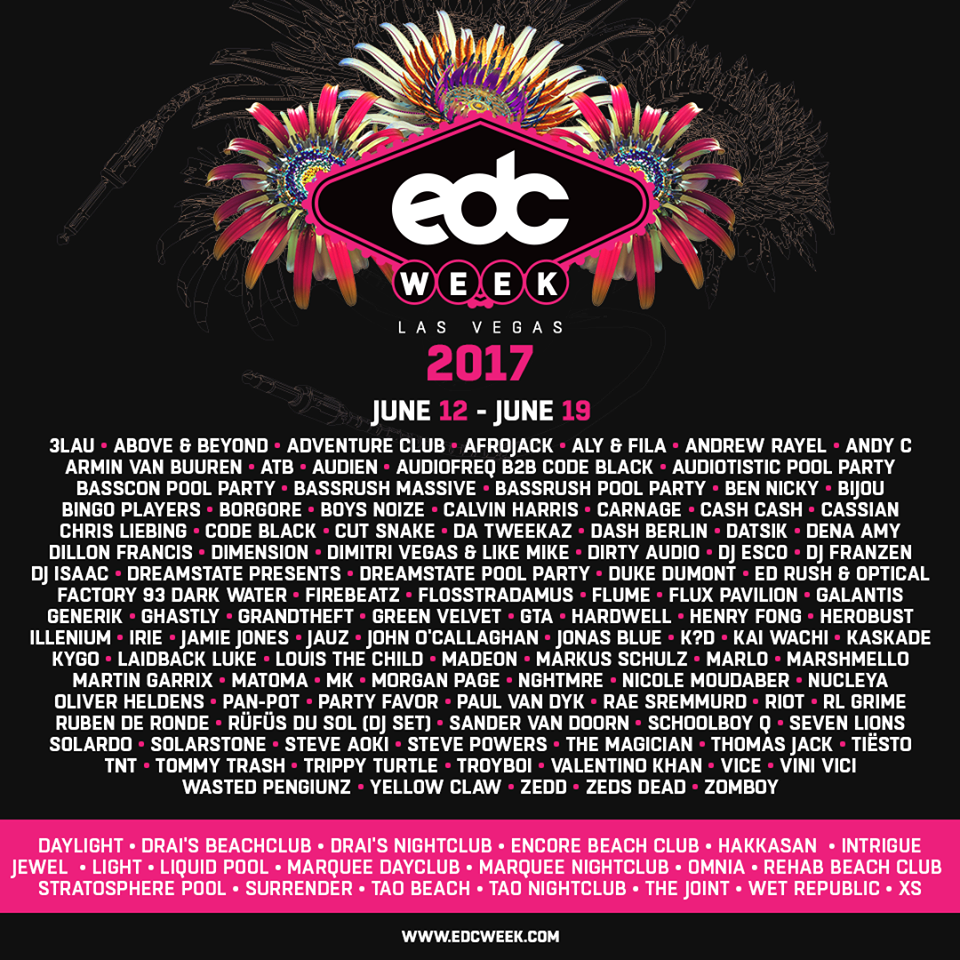 edc
WEEK
LAS VEGAS
2017
JUNE 12 - JUNE 19
3LAU • ABOVE & BEYOND • ADVENTURE CLUB • AFROJACK • ALY & FILA • ANDREW RAYEL • ANDY C
ARMIN VAN BUUREN • ATB • AUDIEN • AUDIOFREQ B2B CODE BLACK • AUDIOTISTIC POOL PARTY
BASSCON POOL PARTY • BASSRUSH MASSIVE • BASSRUSH POOL PARTY • BEN NICKY • BIJOU
BINGO PLAYERS • BORGORE • BOYS NOIZE • CALVIN HARRIS • CARNAGE • CASH CASH • CASSIAN
CHRIS LIEBING • CODE BLACK • CUT SNAKE • DA TWEEKAZ • DASH BERLIN • DATSIK • DENA AMY
DILLON FRANCIS • DIMENSION • DIMITRI VEGAS & LIKE MIKE • DIRTY AUDIO • DJ ESCO • DJ FRANZEN
DJ ISAAC • DREAMSTATE PRESENTS • DREAMSTATE POOL PARTY • DUKE DUMONT • ED RUSH & OPTICAL
FACTORY 93 DARK WATER • FIREBEATZ • FLOSSTRADAMUS • FLUME • FLUX PAVILION • GALANTIS
GENERIK • GHASTLY • GRANDTHEFT • GREEN VELVET • GTA • HARDWELL • HENRY FONG • HEROBUST
ILLENIUM • IRIE • JAMIE JONES • JAUZ • JOHN O'CALLAGHAN • JONAS BLUE • K?D • KAI WACHI • KASKADE
KYGO • LAIDBACK LUKE • LOUIS THE CHILD • MADEON • MARKUS SCHULZ • MARLO • MARSHMELLO
MARTIN GARRIX • MATOMA • MK • MORGAN PAGE • NGHTMRE • NICOLE MOUDABER • NUCLEYA
OLIVER HELDENS • PAN-POT • PARTY FAVOR • PAUL VAN DYK • RAE SREMMURD • RIOT • RL GRIME
RUBEN DE RONDE • RÜFÜS DU SOL (DJ SET) • SANDER VAN DOORN • SCHOOLBOY Q • SEVEN LIONS
SOLARDO • SOLARSTONE • STEVE AOKI • STEVE POWERS • THE MAGICIAN • THOMAS JACK • TIËSTO
TNT • TOMMY TRASH • TRIPPY TURTLE • TROYBOI • VALENTINO KHAN • VICE • VINI VICI
WASTED PENGIUNZ • YELLOW CLAW • ZEDD • ZEDS DEAD • ZOMBOY
DAYLIGHT • DRAI'S BEACHCLUB • DRAI'S NIGHTCLUB • ENCORE BEACH CLUB • HAKKASAN • INTRIGUE
JEWEL • LIGHT • LIQUID POOL • MARQUEE DAYCLUB • MARQUEE NIGHTCLUB • OMNIA • REHAB BEACH CLUB
STRATOSPHERE POOL • SURRENDER • TAO BEACH • TAO NIGHTCLUB • THE JOINT • WET REPUBLIC • XS
WWW.EDCWEEK.COM